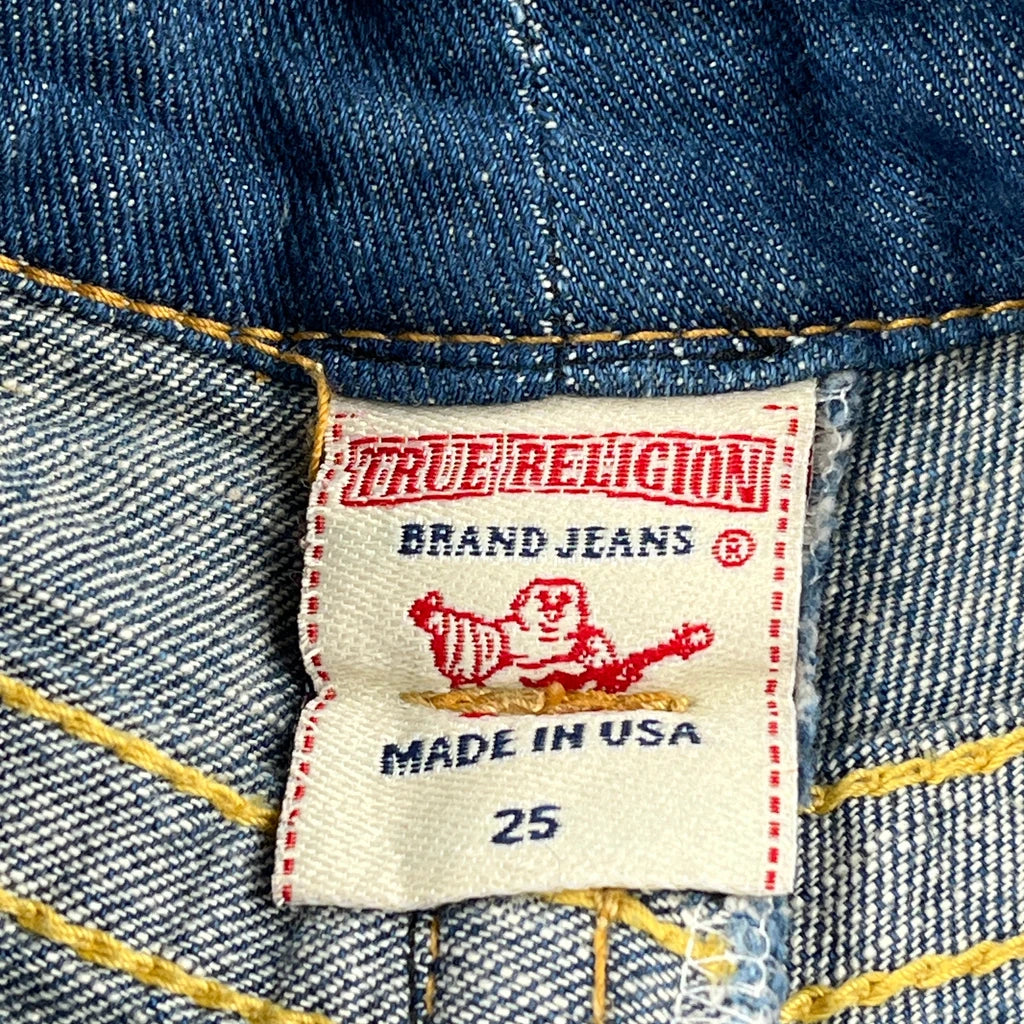 TRUE RELIGION
BRAND JEANS ®
MADE IN USA
25